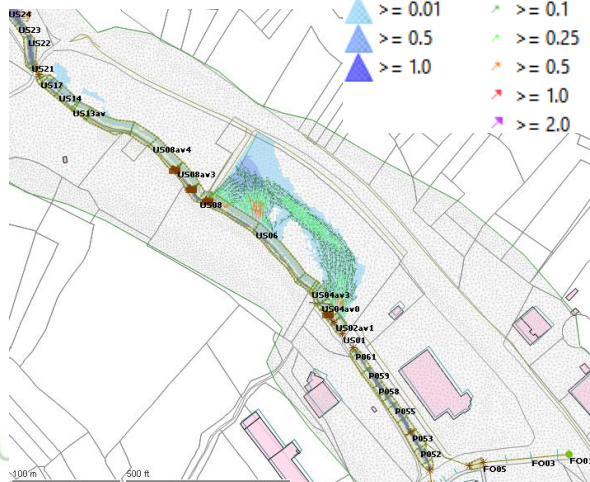 >= 0.01
>= 0.1
>= 0.5
>= 0.25
>= 1.0
>= 0.5
>= 1.0
>= 2.0
US24
US23
US22
US21
US17
US14
US13av
US08av4
US08av3
US08
US06
US04av3
US04av0
US02av1
US01
P061
P059
P058
P055
P053
P052
FO05
FO03
100 m
500 ft